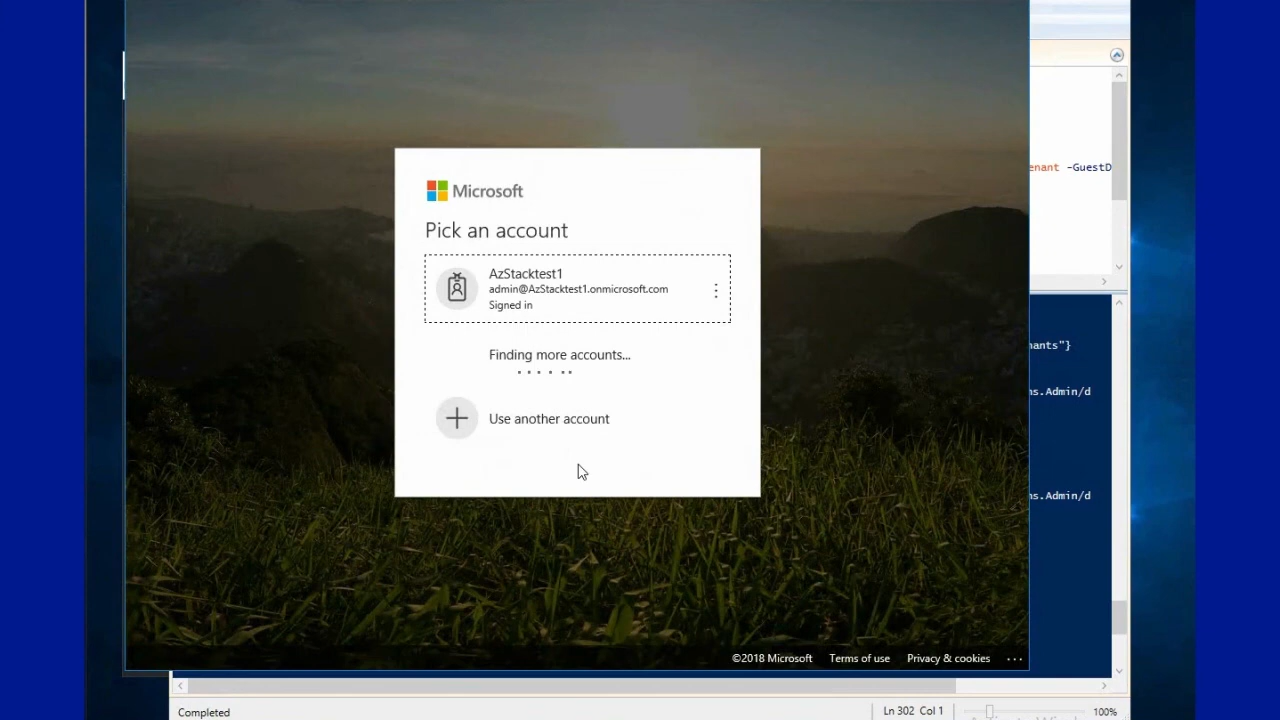 Microsoft
Pick an account
AzStacktest1
admin@AzStacktest1.onmicrosoft.com
Signed in
Finding more accounts...
Use another account
enant -GuestD
nants"}
ns.Admin/d
ns.Admin/d
©2018 Microsoft Terms of use Privacy & cookies ...
Completed Ln 302 Col 1 100%